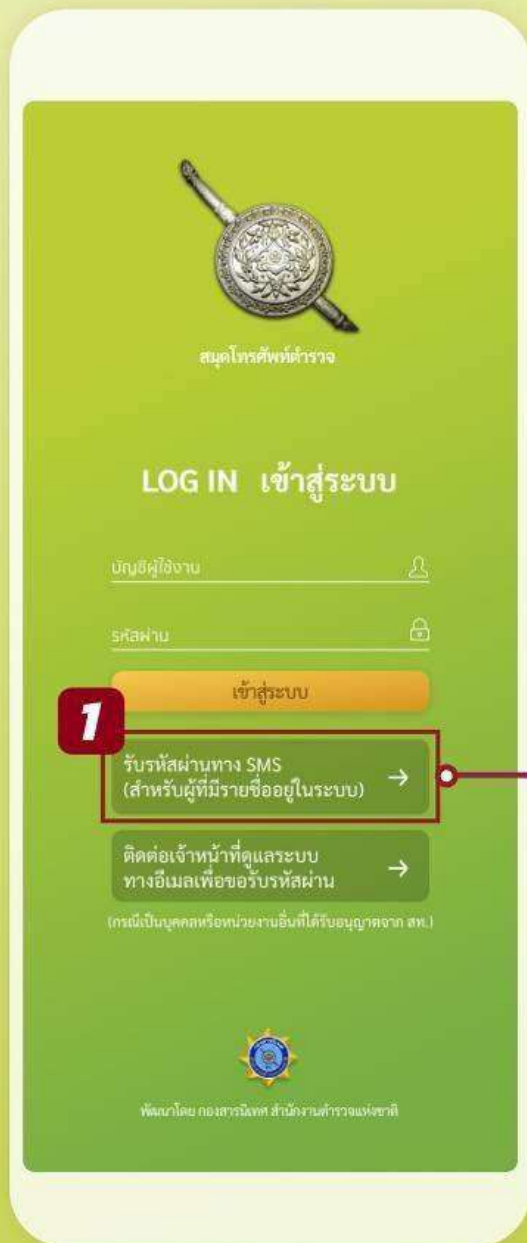 สมุดโทรศัพท์ตำรวจ
LOG IN เข้าสู่ระบบ
บัญชีผู้ใช้งาน
รหัสผ่าน
เข้าสู่ระบบ
1
รับรหัสผ่านทาง SMS
(สำหรับผู้ที่มีรายชื่ออยู่ในระบบ)
ติดต่อเจ้าหน้าที่ดูแลระบบ
ทางอีเมลเพื่อขอรับรหัสผ่าน
(กรณีเป็นบุคคลหรือหน่วยงานอื่นที่ได้รับอนุญาตจาก สท.)
พัฒนาโดย กองสารนิเทศ สำนักงานตำรวจแห่งชาติ